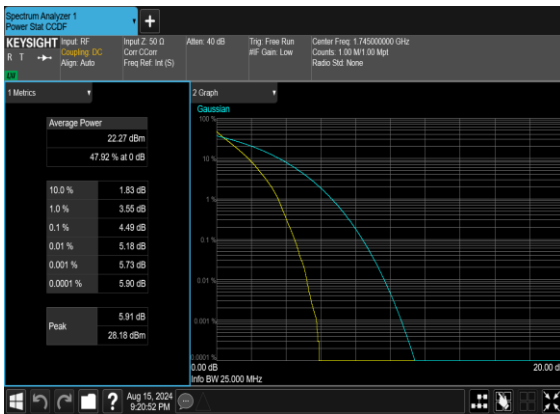 Spectrum Analyzer 1
Power Stat CCDF
KEYSIGHT
R T
Input: RF
Coupling: DC
Align: Auto
Input Z: 50 Ω
Corr CCorr
Freq Ref: Int (S)
Atten: 40 dB
Trig: Free Run
#IF Gain: Low
Center Freq: 1.745000000 GHz
Counts: 1.00 M/1.00 Mpt
Radio Std: None
1 Metrics
Average Power
22.27 dBm
47.92 % at 0 dB
10.0 % 1.83 dB
1.0 % 3.55 dB
0.1 % 4.49 dB
0.01 % 5.18 dB
0.001 % 5.73 dB
0.0001 % 5.90 dB
Peak
5.91 dB
28.18 dBm
2 Graph
Gaussian
100 %
10 %
1 %
0.1 %
0.01 %
0.001 %
0.0001 %
0.00 dB
20.00 d
Info BW 25.000 MHz
Aug 15, 2024
9:20:52 PM